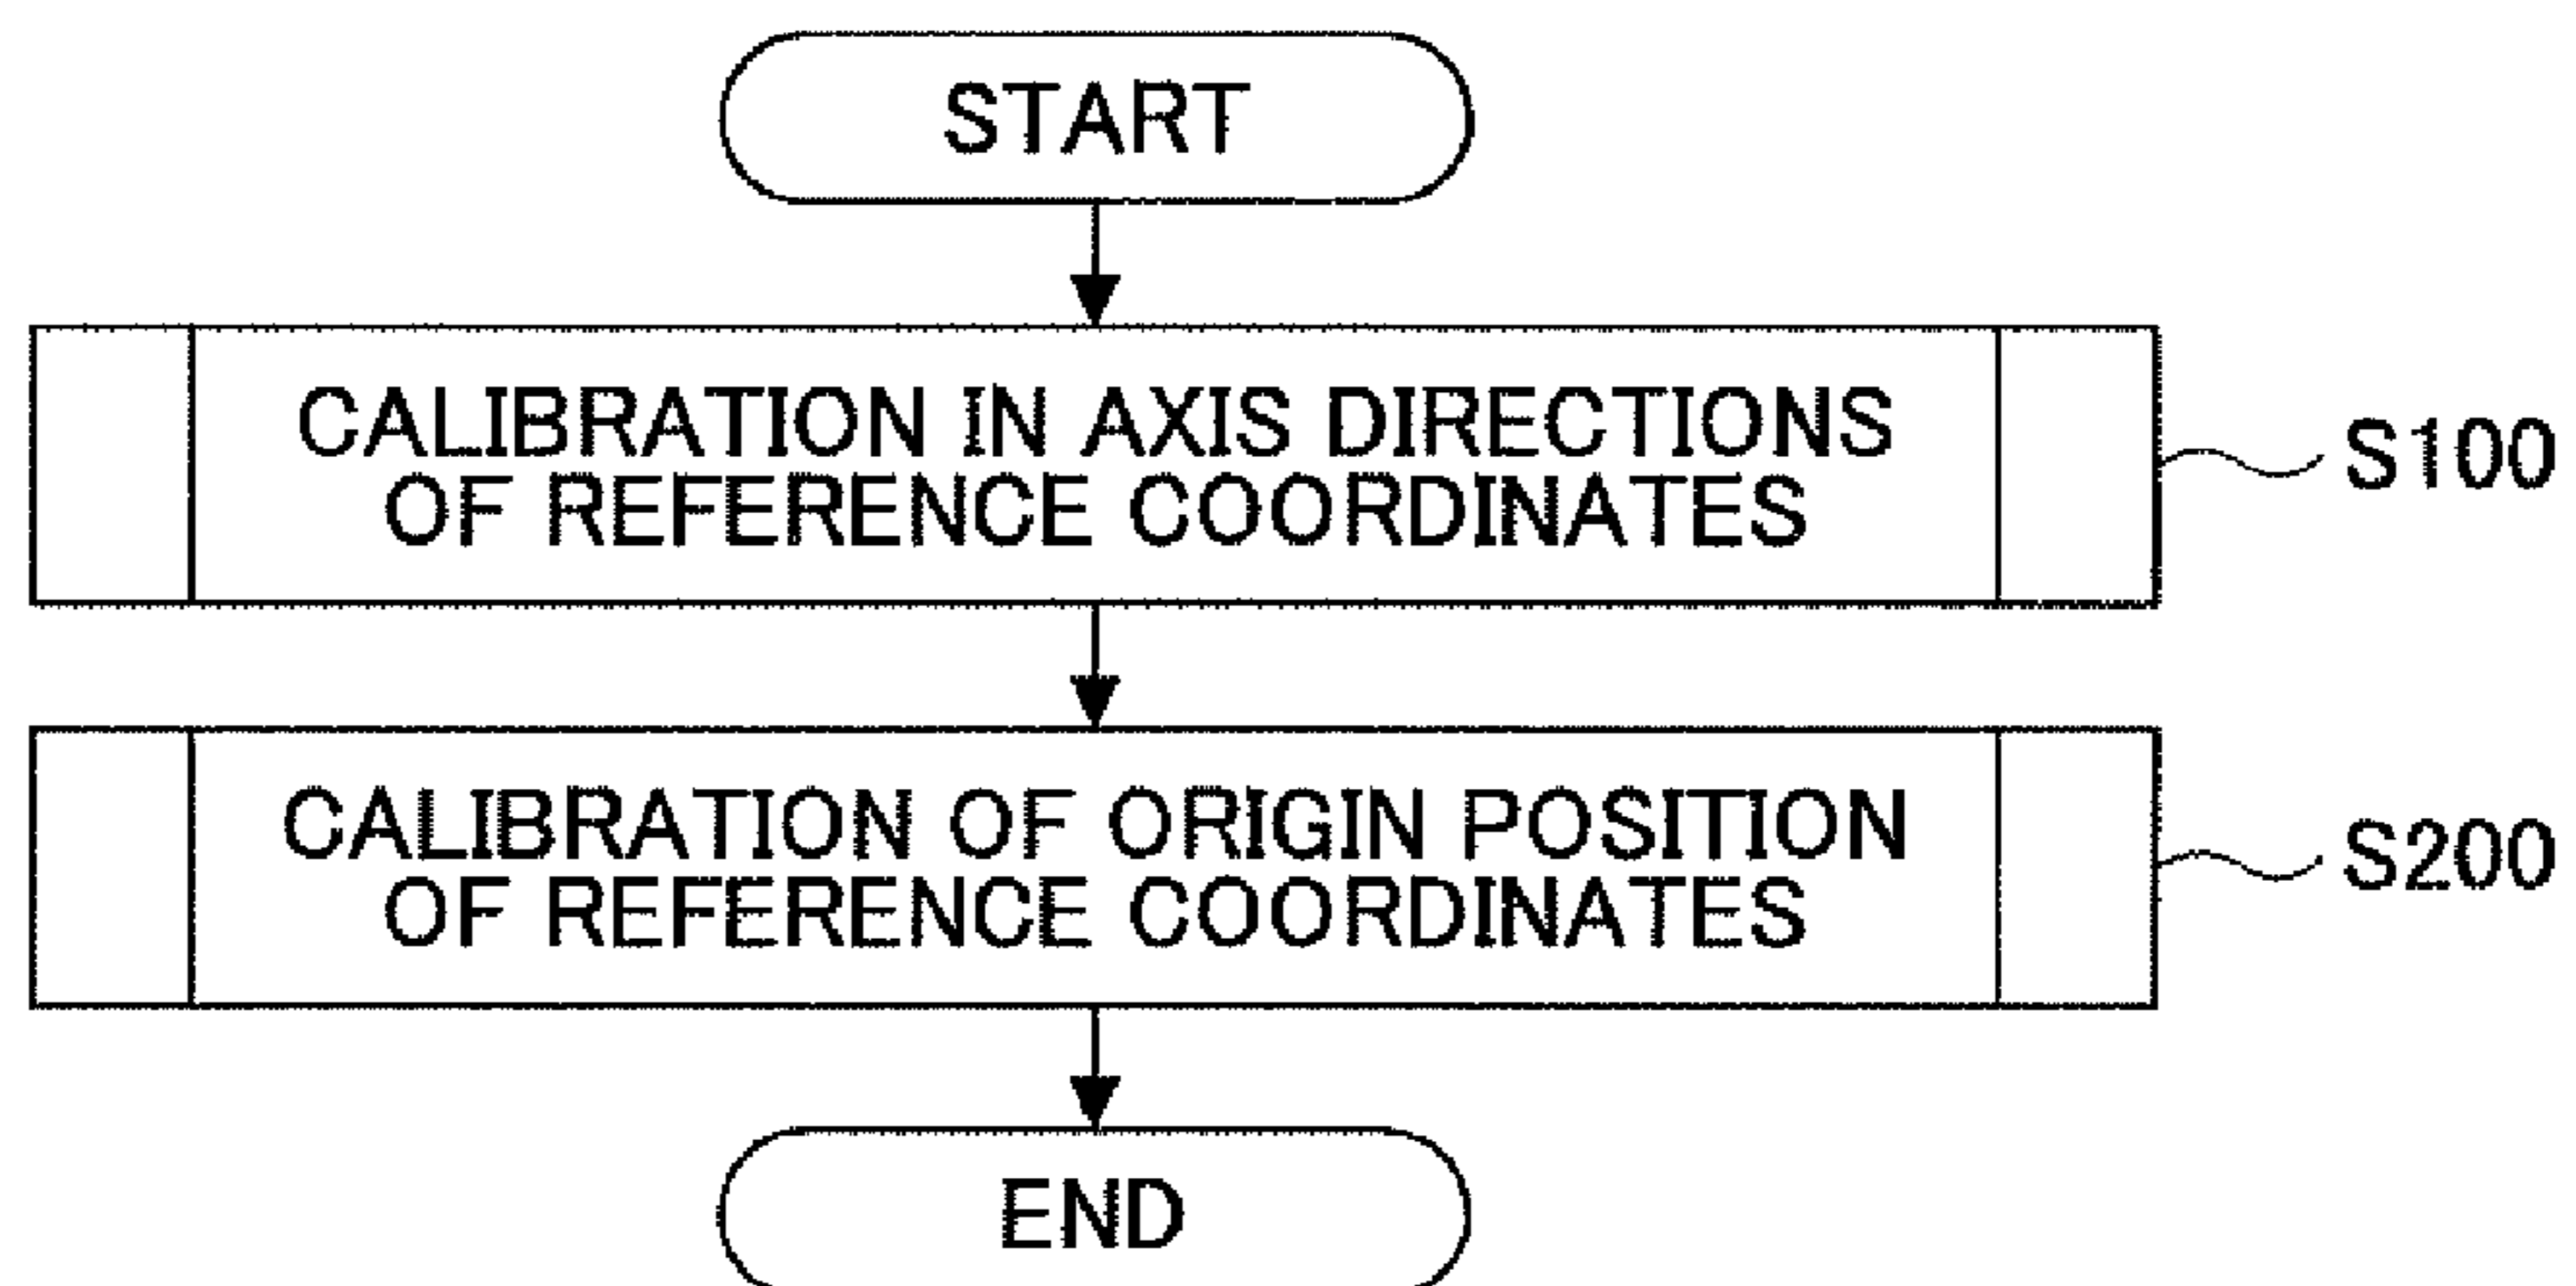 START
CALIBRATION IN AXIS DIRECTIONS
OF REFERENCE COORDINATES
S100
CALIBRATION OF ORIGIN POSITION
OF REFERENCE COORDINATES
S200
END